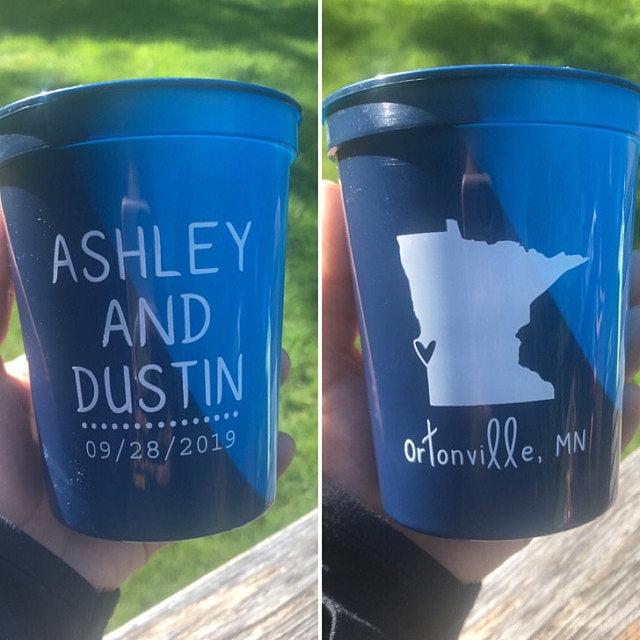 ASHLEY
AND
DUSTIN
09/28/2019
Ortonville, MN